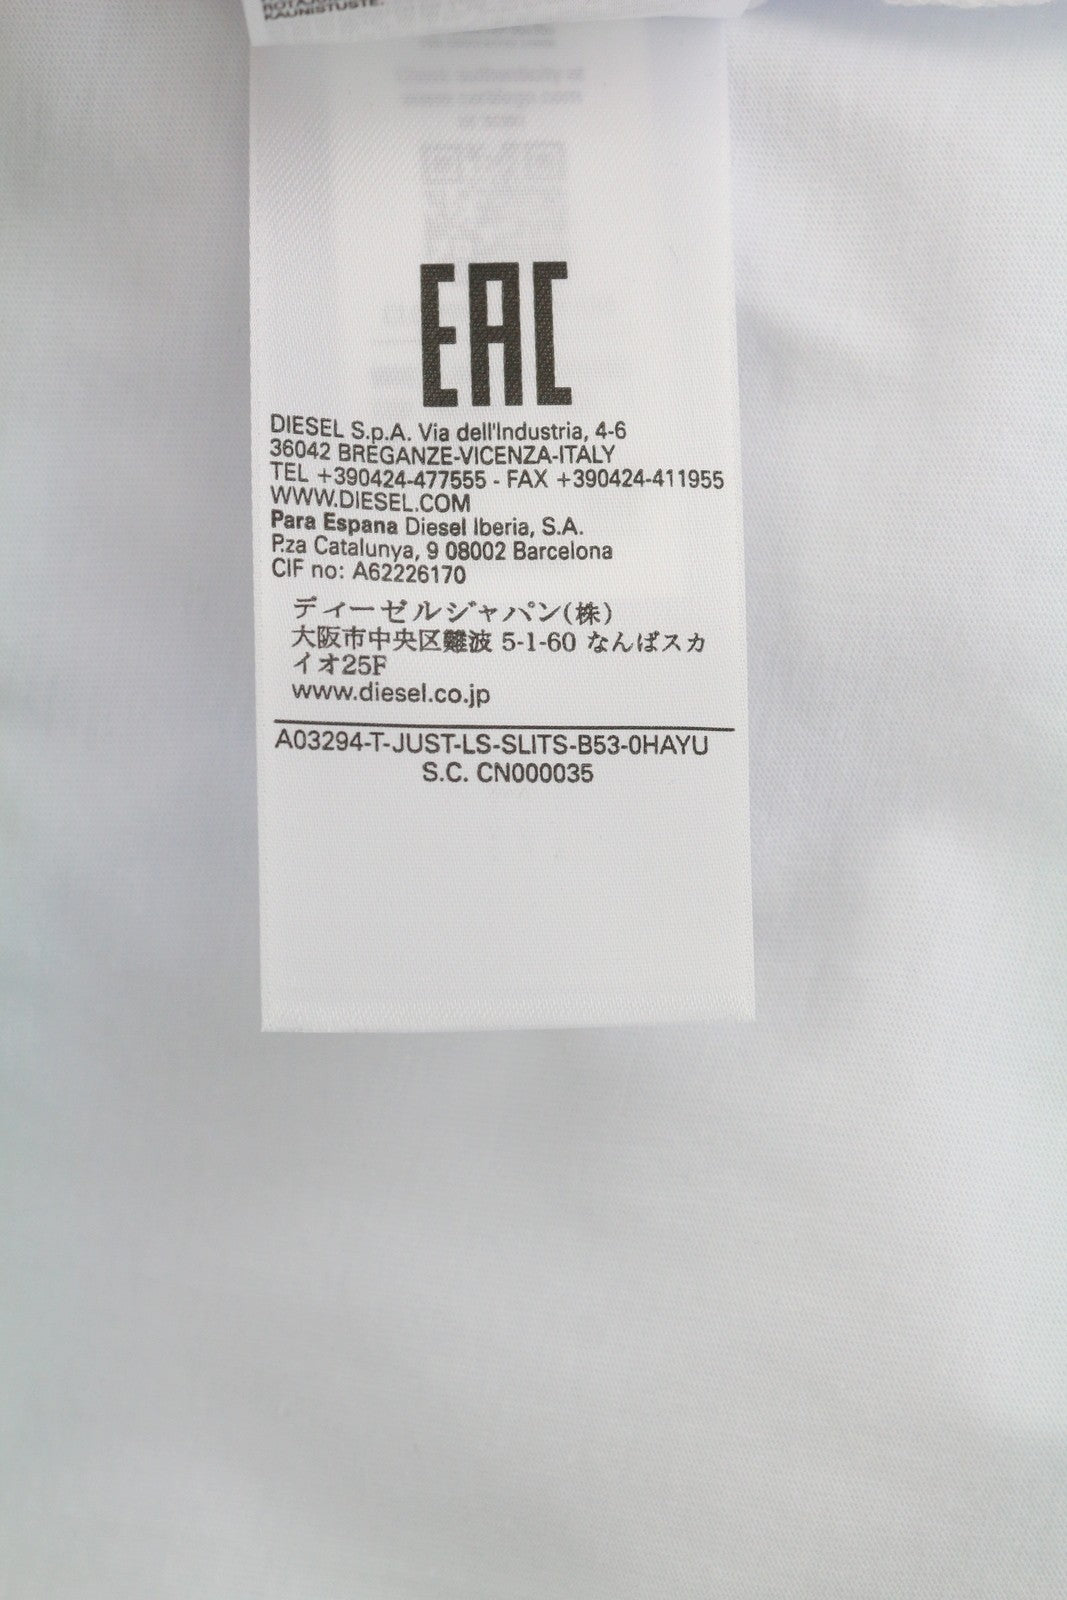 KAUNISTUSTE.
EAC
DIESEL S.p.A. Via dell'Industria, 4-6
36042 BREGANZE-VICENZA-ITALY
TEL +390424-477555 - FAX +390424-411955
WWW.DIESEL.COM
Para Espana Diesel Iberia, S.A.
P.za Catalunya, 9 08002 Barcelona
CIF no: A62226170
ディーゼルジャパン(株)
大阪市中央区難波 5-1-60 なんばスカ
イオ25F
www.diesel.co.jp
A03294-T-JUST-LS-SLITS-B53-0HAYU
S.C. CN000035